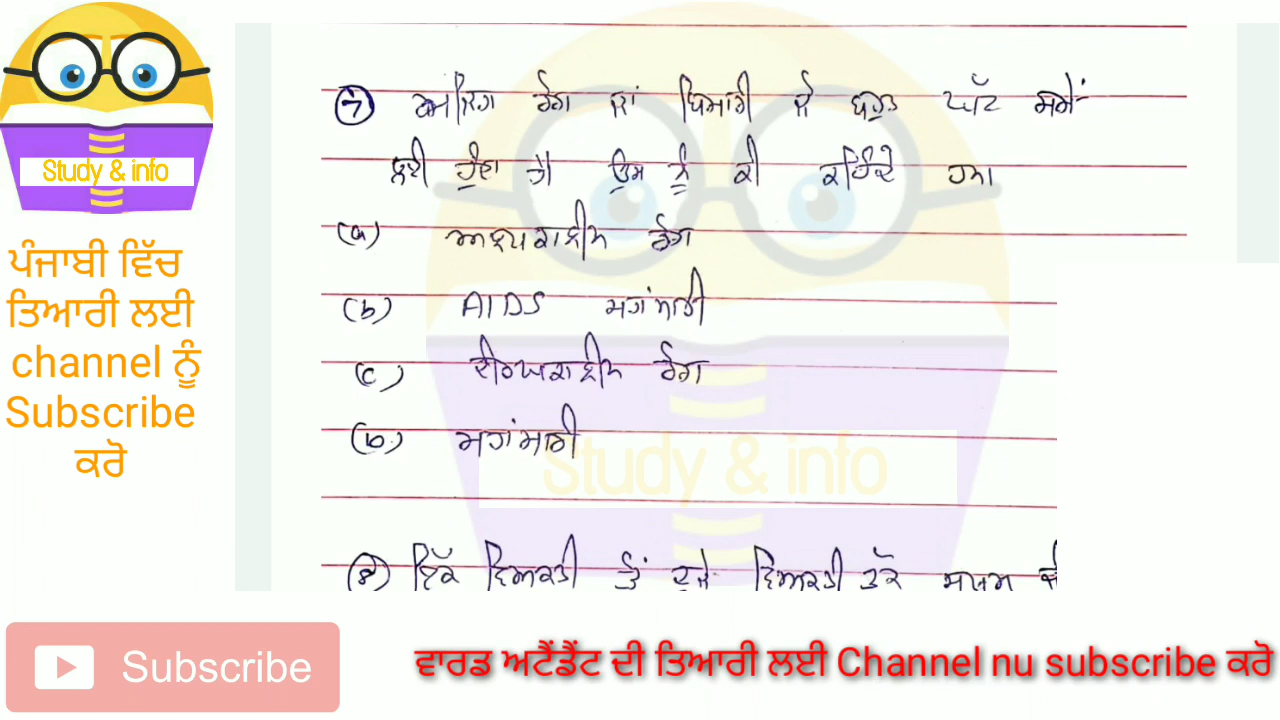 Study & info
ਪੰਜਾਬੀ ਵਿੱਚ
ਤਿਆਰੀ ਲਈ
channel ਨੂੰ
Subscribe
ਕਰੋ
7 ਅਜਿਹਾ ਰੋਗ ਜਾਂ ਬਿਮਾਰੀ ਜੋ ਬਹੁਤ ਘੱਟ ਸਮੇਂ
ਲਈ ਹੁੰਦਾ ਹੈ ਉਸ ਨੂੰ ਕੀ ਕਹਿੰਦੇ ਹਨ।
(a) ਅਲਪਕਾਲੀਨ ਰੋਗ
(b) AIDS ਮਹਾਂਮਾਰੀ
(c) ਦੀਰਘਕਾਲੀਨ ਰੋਗ
(D) ਮਹਾਂਮਾਰੀ
Study & info
8 ਇੱਕ ਵਿਅਕਤੀ ਤੋਂ ਦੂਜੇ ਵਿਅਕਤੀ ਤੱਕ
Subscribe
ਵਾਰਡ ਅਟੈਂਡੈਂਟ ਦੀ ਤਿਆਰੀ ਲਈ Channel nu subscribe ਕਰੋ